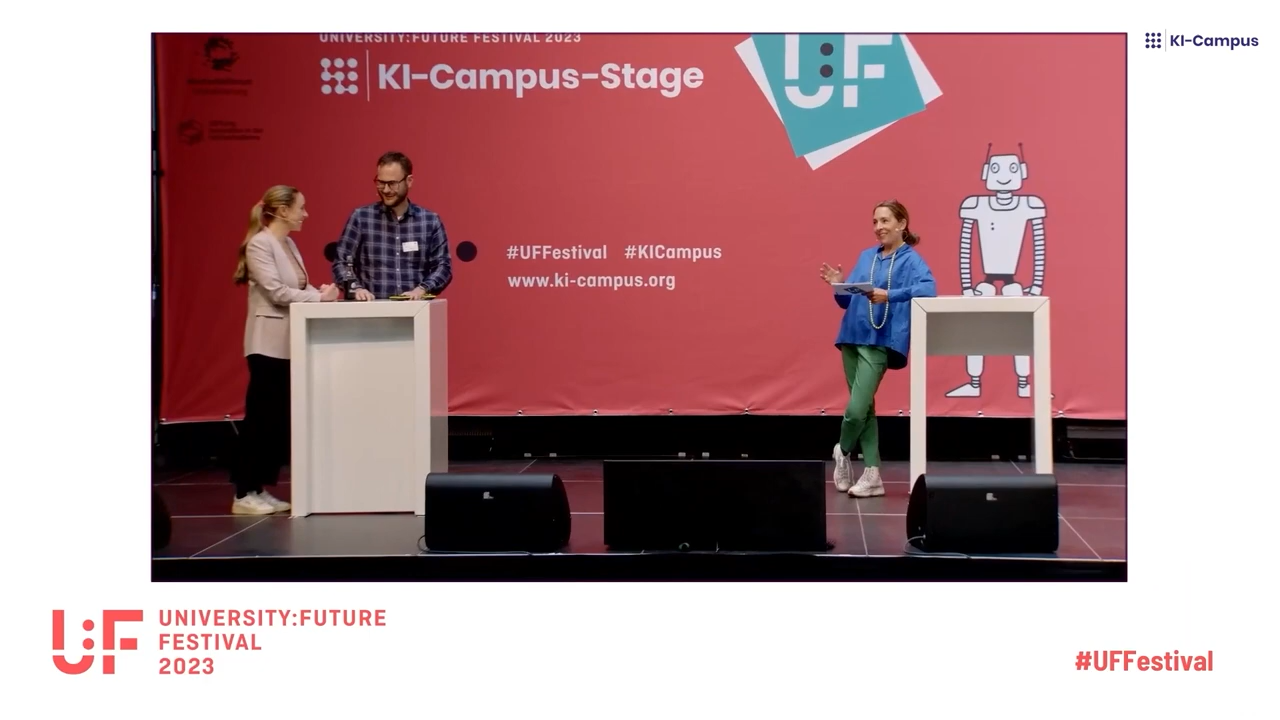 UNIVERSITY:FUTURE FESTIVAL 2023
KI-Campus-Stage
UF
#UFFestival #KICampus
www.ki-campus.org
KI-Campus
U:F
UNIVERSITY:FUTURE
FESTIVAL
2023
#UFFestival